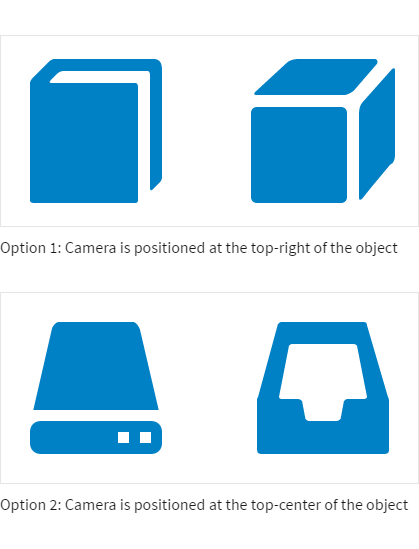 Option 1: Camera is positioned at the top-right of the object
Option 2: Camera is positioned at the top-center of the object